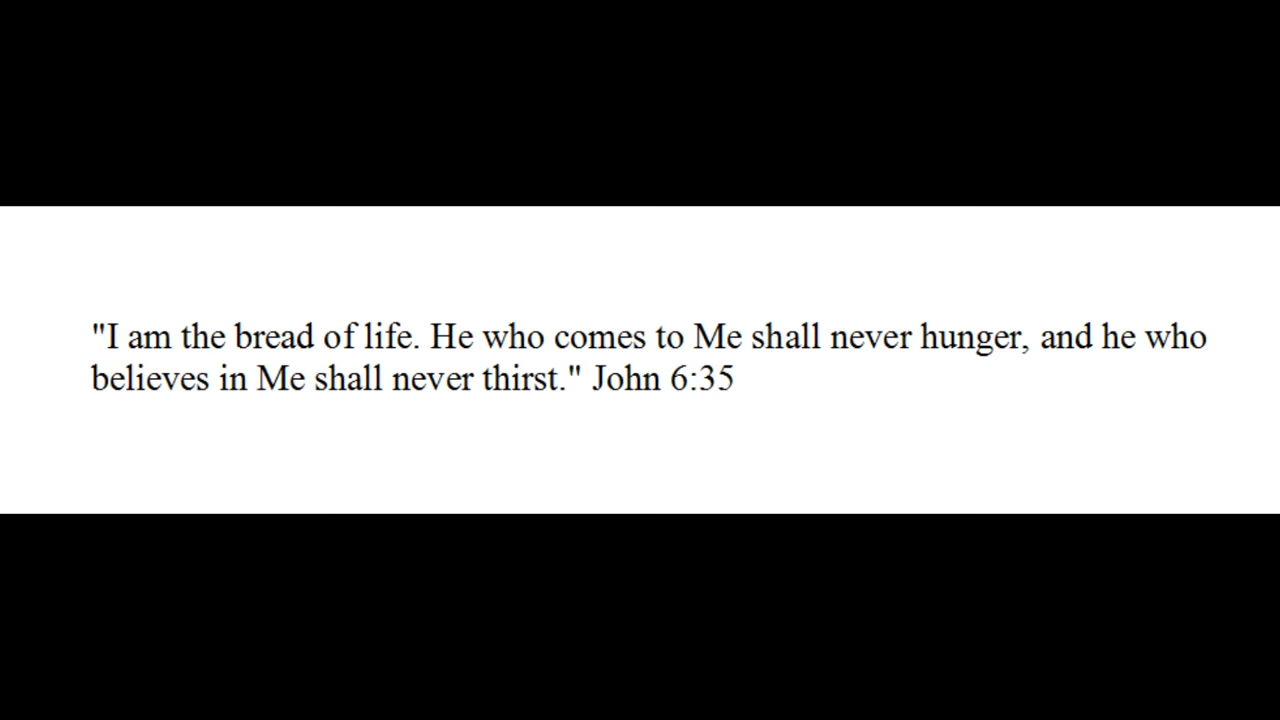 "I am the bread of life. He who comes to Me shall never hunger, and he who
believes in Me shall never thirst." John 6:35